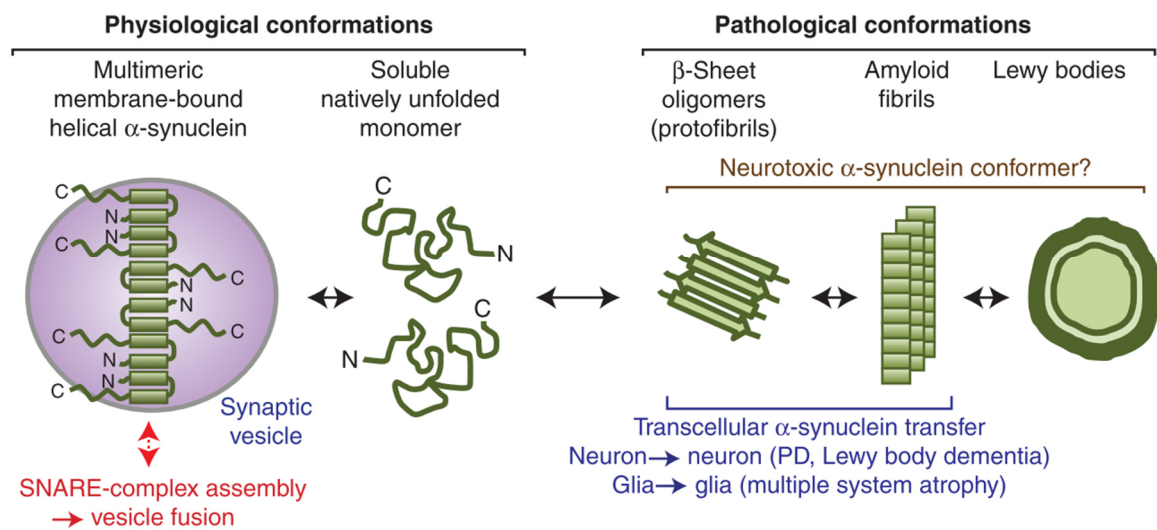 Physiological conformations
Pathological conformations
Multimeric
membrane-bound
helical α-synuclein
Soluble
natively unfolded
monomer
β-Sheet
oligomers
(protofibrils)
Amyloid
fibrils
Lewy bodies
Neurotoxic α-synuclein conformer?
C
N
N
C
C
N
N
C
C
N
N
C
C
N
C
N
Synaptic
vesicle
SNARE-complex assembly
→ vesicle fusion
Transcellular α-synuclein transfer
Neuron→ neuron (PD, Lewy body dementia)
Glia→ glia (multiple system atrophy)